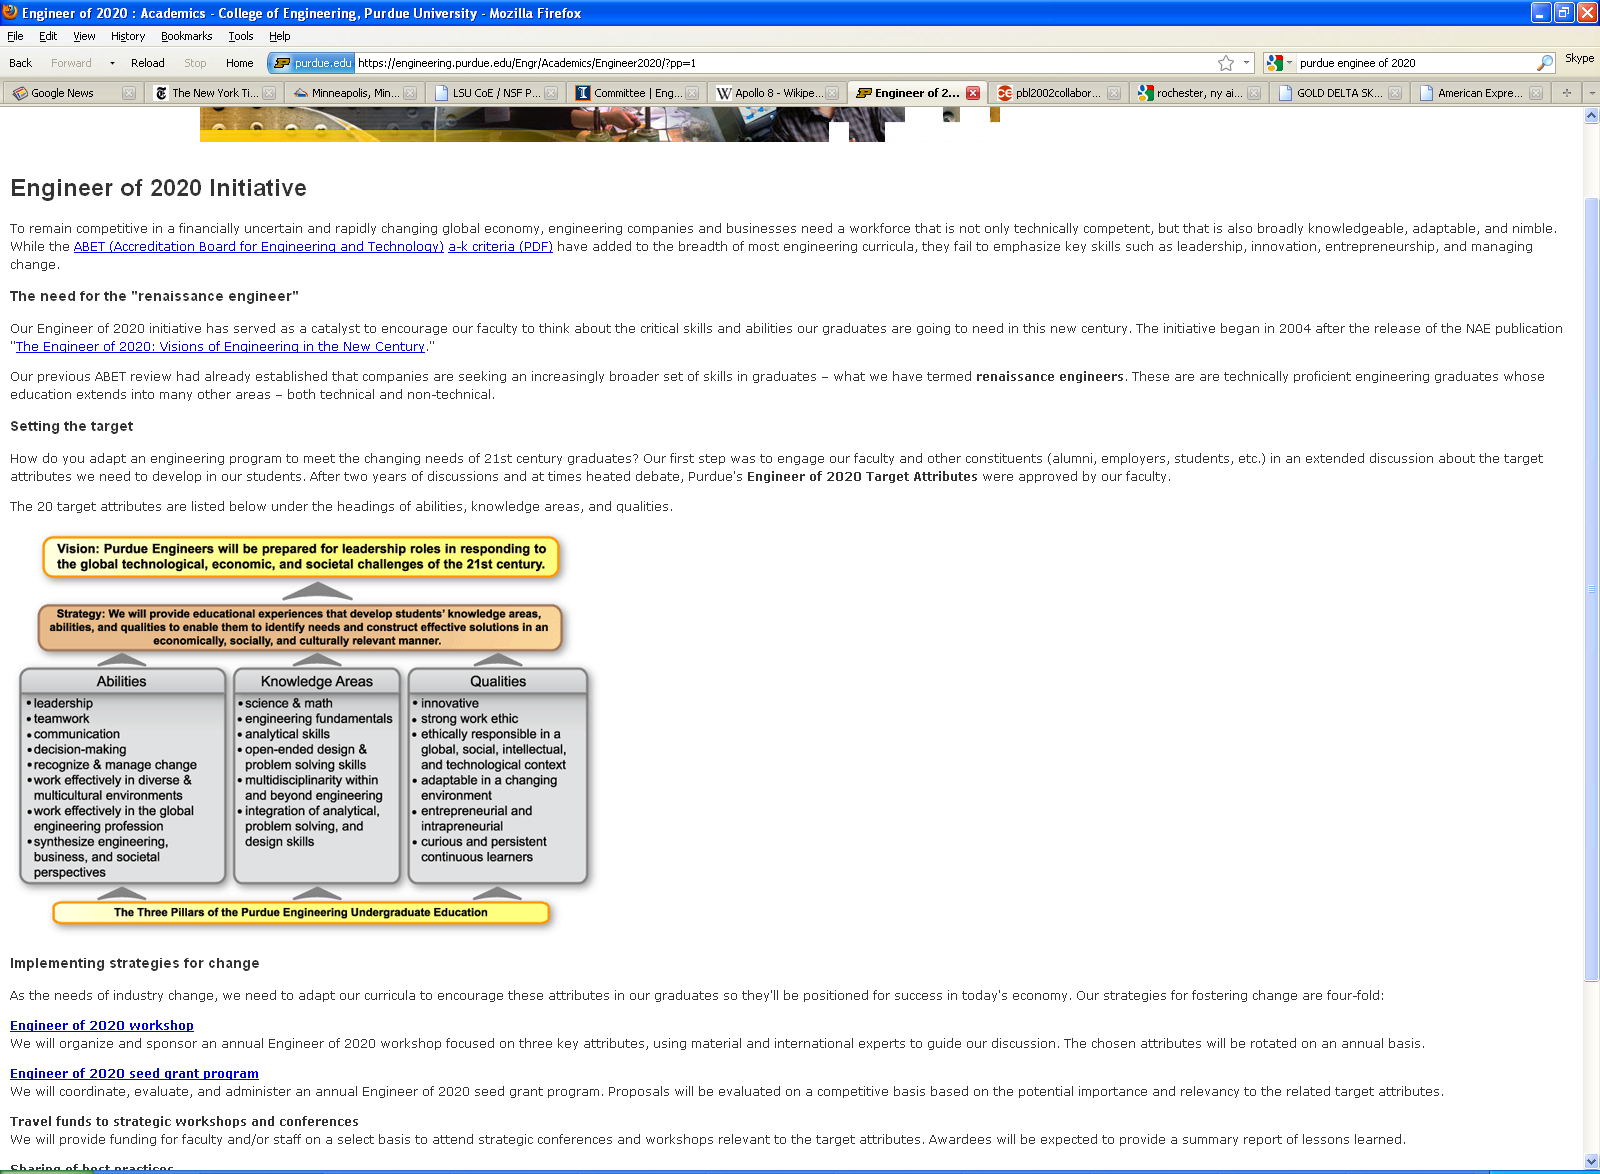 Engineer of 2020 : Academics - College of Engineering, Purdue University - Mozilla Firefox
File Edit View History Bookmarks Tools Help
Back Forward Reload Stop Home purdue.edu https://engineering.purdue.edu/Engr/Academics/Engineer2020/?pp=1 purdue enginee of 2020 Skype
Google News The New York Ti... Minneapolis, Min... LSU CoE / NSF P... Committee | Eng... Apollo 8 - Wikipe... Engineer of 2... pbl2002collabor... rochester, ny ai... GOLD DELTA SK... American Expre...
Engineer of 2020 Initiative
To remain competitive in a financially uncertain and rapidly changing global economy, engineering companies and businesses need a workforce that is not only technically competent, but that is also broadly knowledgeable, adaptable, and nimble.
While the ABET (Accreditation Board for Engineering and Technology) a-k criteria (PDF) have added to the breadth of most engineering curricula, they fail to emphasize key skills such as leadership, innovation, entrepreneurship, and managing
change.
The need for the "renaissance engineer"
Our Engineer of 2020 initiative has served as a catalyst to encourage our faculty to think about the critical skills and abilities our graduates are going to need in this new century. The initiative began in 2004 after the release of the NAE publication
"The Engineer of 2020: Visions of Engineering in the New Century."
Our previous ABET review had already established that companies are seeking an increasingly broader set of skills in graduates – what we have termed renaissance engineers. These are are technically proficient engineering graduates whose
education extends into many other areas – both technical and non-technical.
Setting the target
How do you adapt an engineering program to meet the changing needs of 21st century graduates? Our first step was to engage our faculty and other constituents (alumni, employers, students, etc.) in an extended discussion about the target
attributes we need to develop in our students. After two years of discussions and at times heated debate, Purdue's Engineer of 2020 Target Attributes were approved by our faculty.
The 20 target attributes are listed below under the headings of abilities, knowledge areas, and qualities.
Vision: Purdue Engineers will be prepared for leadership roles in responding to
the global technological, economic, and societal challenges of the 21st century.
Strategy: We will provide educational experiences that develop students' knowledge areas,
abilities, and qualities to enable them to identify needs and construct effective solutions in an
economically, socially, and culturally relevant manner.
Abilities
• leadership
• teamwork
• communication
• decision-making
• recognize & manage change
• work effectively in diverse &
multicultural environments
• work effectively in the global
engineering profession
• synthesize engineering,
business, and societal
perspectives
Knowledge Areas
• science & math
• engineering fundamentals
• analytical skills
• open-ended design &
problem solving skills
• multidisciplinarity within
and beyond engineering
• integration of analytical,
problem solving, and
design skills
Qualities
• innovative
• strong work ethic
• ethically responsible in a
global, social, intellectual,
and technological context
• adaptable in a changing
environment
• entrepreneurial and
intrapreneurial
• curious and persistent
continuous learners
The Three Pillars of the Purdue Engineering Undergraduate Education
Implementing strategies for change
As the needs of industry change, we need to adapt our curricula to encourage these attributes in our graduates so they'll be positioned for success in today's economy. Our strategies for fostering change are four-fold:
Engineer of 2020 workshop
We will organize and sponsor an annual Engineer of 2020 workshop focused on three key attributes, using material and international experts to guide our discussion. The chosen attributes will be rotated on an annual basis.
Engineer of 2020 seed grant program
We will coordinate, evaluate, and administer an annual Engineer of 2020 seed grant program. Proposals will be evaluated on a competitive basis based on the potential importance and relevancy to the related target attributes.
Travel funds to strategic workshops and conferences
We will provide funding for faculty and/or staff on a select basis to attend strategic conferences and workshops relevant to the target attributes. Awardees will be expected to provide a summary report of lessons learned.
Sharing of best practices